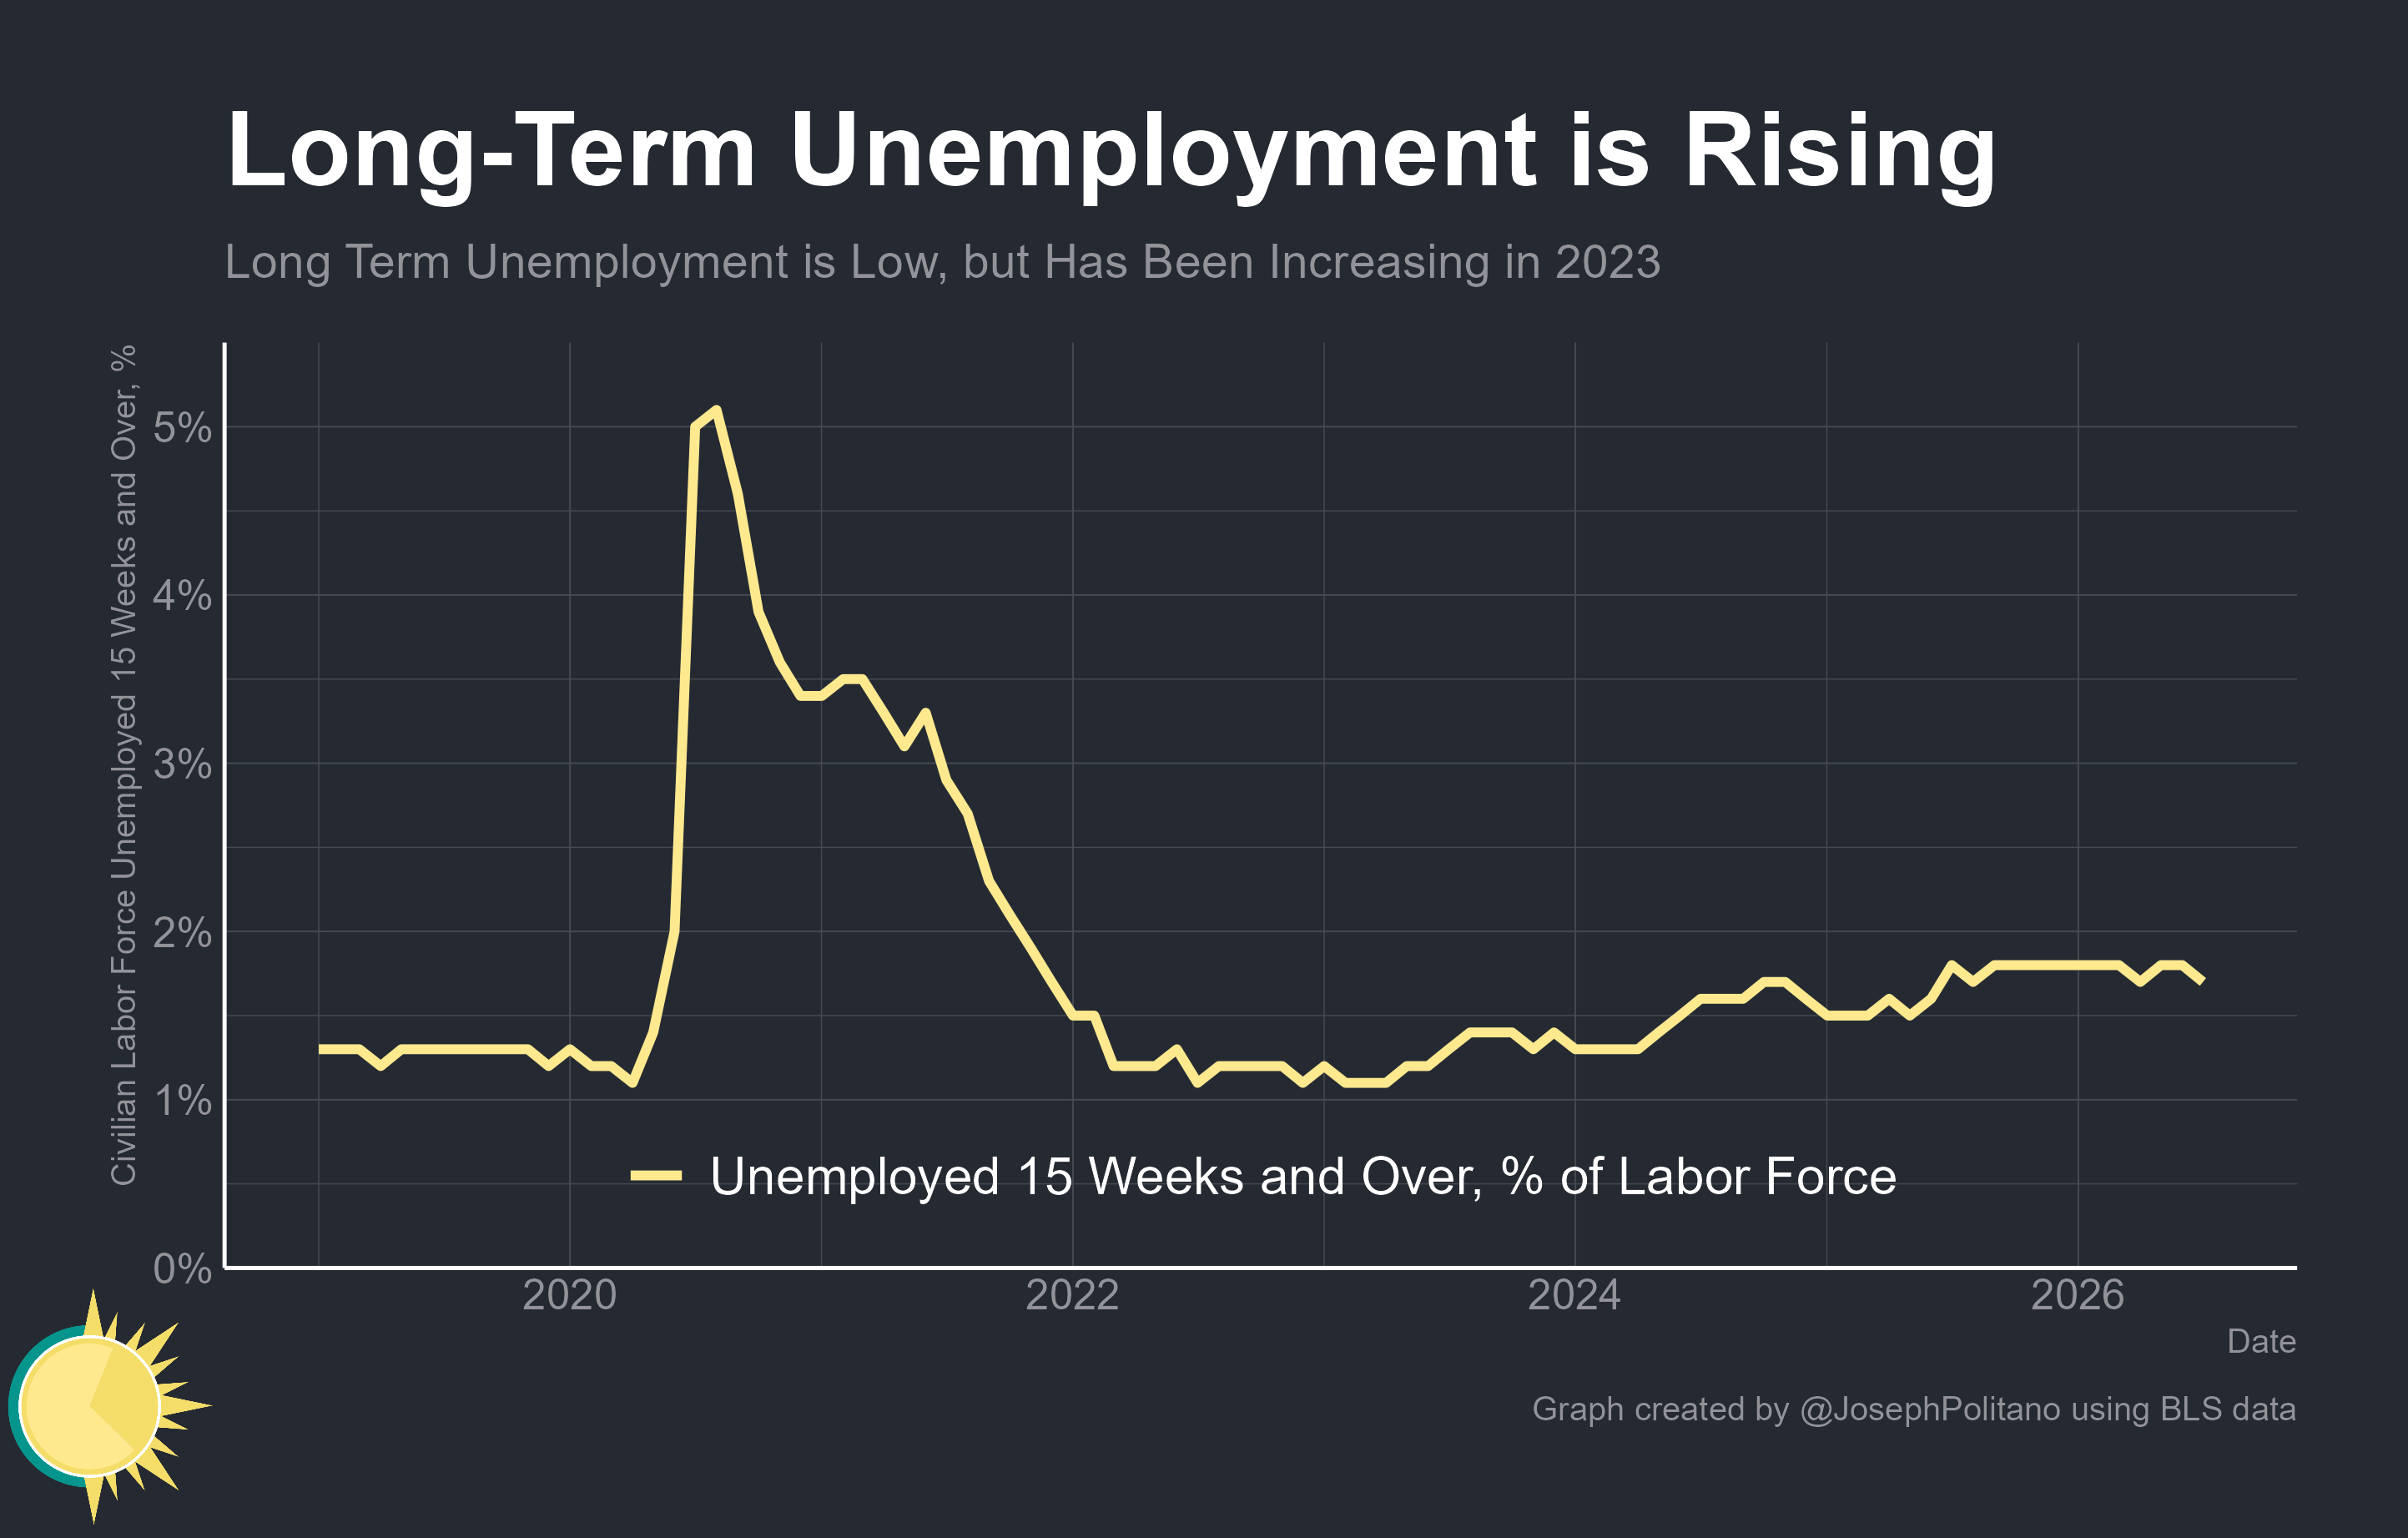 Long-Term Unemployment is Rising
Long Term Unemployment is Low, but Has Been Increasing in 2023
Civilian Labor Force Unemployed 15 Weeks and Over, %
5%
4%
3%
2%
1%
0%
Unemployed 15 Weeks and Over, % of Labor Force
2020 2022 2024 2026
Date
Graph created by @JosephPolitano using BLS data